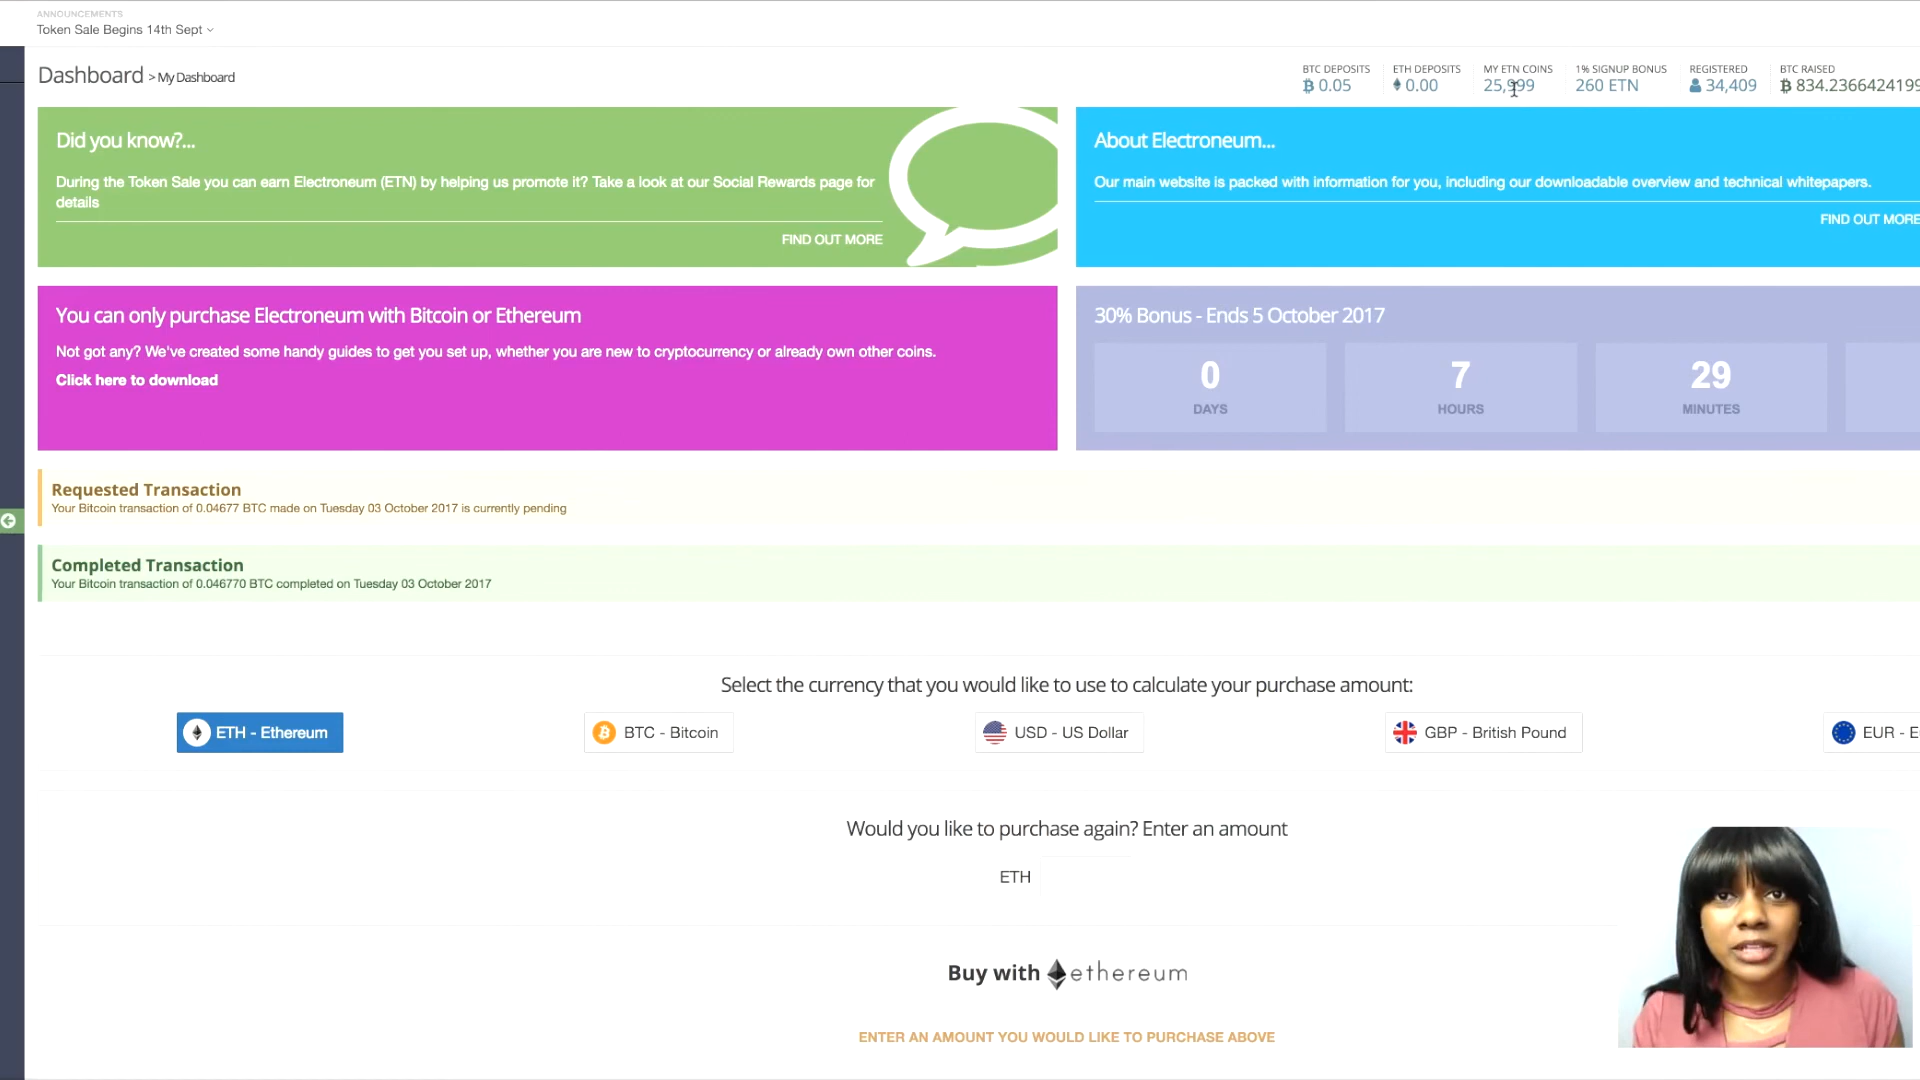 ANNOUNCEMENTS
Token Sale Begins 14th Sept
Dashboard > My Dashboard
BTC DEPOSITS
0.05
ETH DEPOSITS
0.00
MY ETN COINS
25,999
1% SIGNUP BONUS
260 ETN
REGISTERED
34,409
BTC RAISED
834.2366424199
Did you know?...
During the Token Sale you can earn Electroneum (ETN) by helping us promote it? Take a look at our Social Rewards page for
details
FIND OUT MORE
About Electroneum...
Our main website is packed with information for you, including our downloadable overview and technical whitepapers.
FIND OUT MORE
You can only purchase Electroneum with Bitcoin or Ethereum
Not got any? We've created some handy guides to get you set up, whether you are new to cryptocurrency or already own other coins.
Click here to download
30% Bonus - Ends 5 October 2017
0
DAYS
7
HOURS
29
MINUTES
Requested Transaction
Your Bitcoin transaction of 0.04677 BTC made on Tuesday 03 October 2017 is currently pending
Completed Transaction
Your Bitcoin transaction of 0.046770 BTC completed on Tuesday 03 October 2017
Select the currency that you would like to use to calculate your purchase amount:
ETH - Ethereum
BTC - Bitcoin
USD - US Dollar
GBP - British Pound
EUR - E
Would you like to purchase again? Enter an amount
ETH
Buy with ethereum
ENTER AN AMOUNT YOU WOULD LIKE TO PURCHASE ABOVE